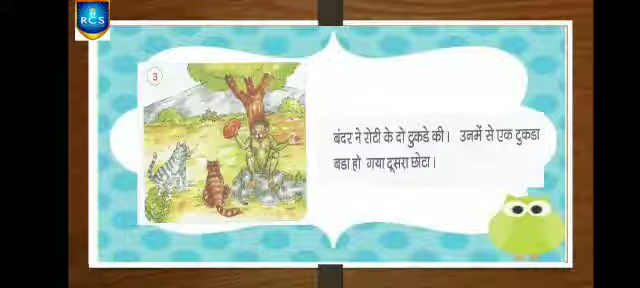 RCS
3
बंदर ने रोटी के दो टुकडे की। उनमें से एक टुकडा
बडा हो गया दूसरा छोटा।